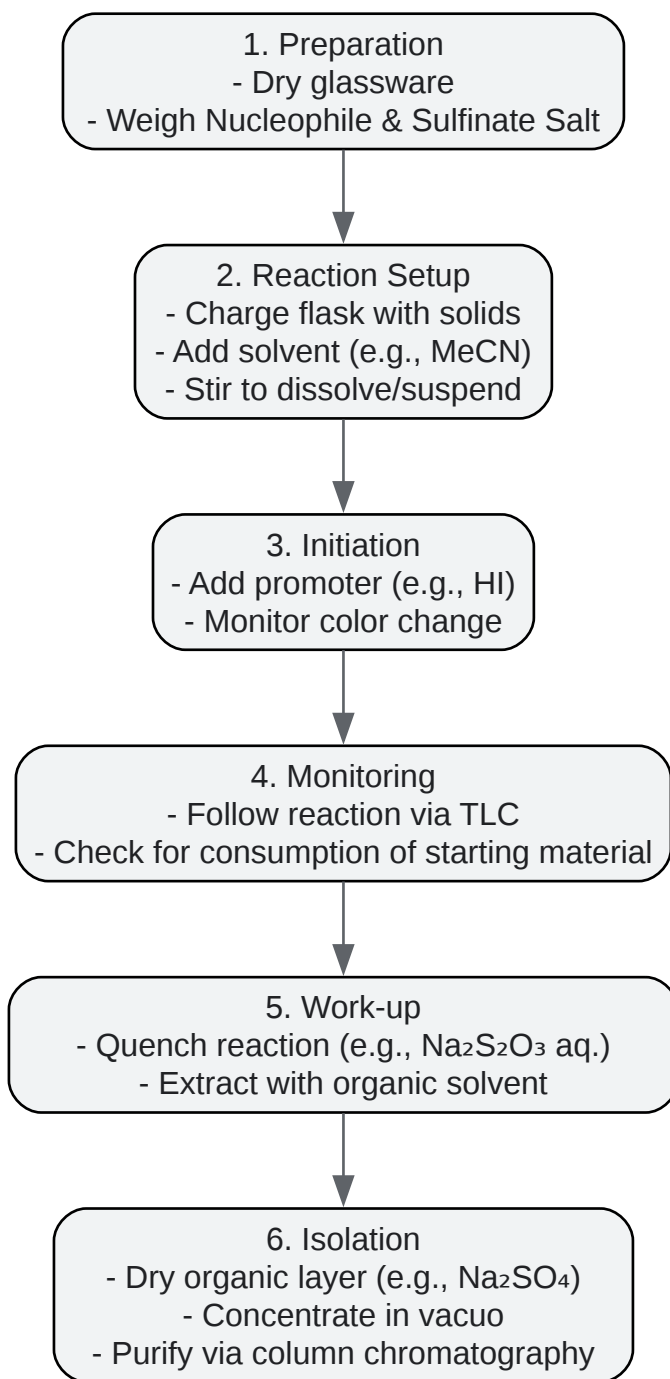 1. Preparation
- Dry glassware
- Weigh Nucleophile & Sulfinate Salt
2. Reaction Setup
- Charge flask with solids
- Add solvent (e.g., MeCN)
- Stir to dissolve/suspend
3. Initiation
- Add promoter (e.g., HI)
- Monitor color change
4. Monitoring
- Follow reaction via TLC
- Check for consumption of starting material
5. Work-up
- Quench reaction (e.g., Na₂S₂O₃ aq.)
- Extract with organic solvent
6. Isolation
- Dry organic layer (e.g., Na₂SO₄)
- Concentrate in vacuo
- Purify via column chromatography